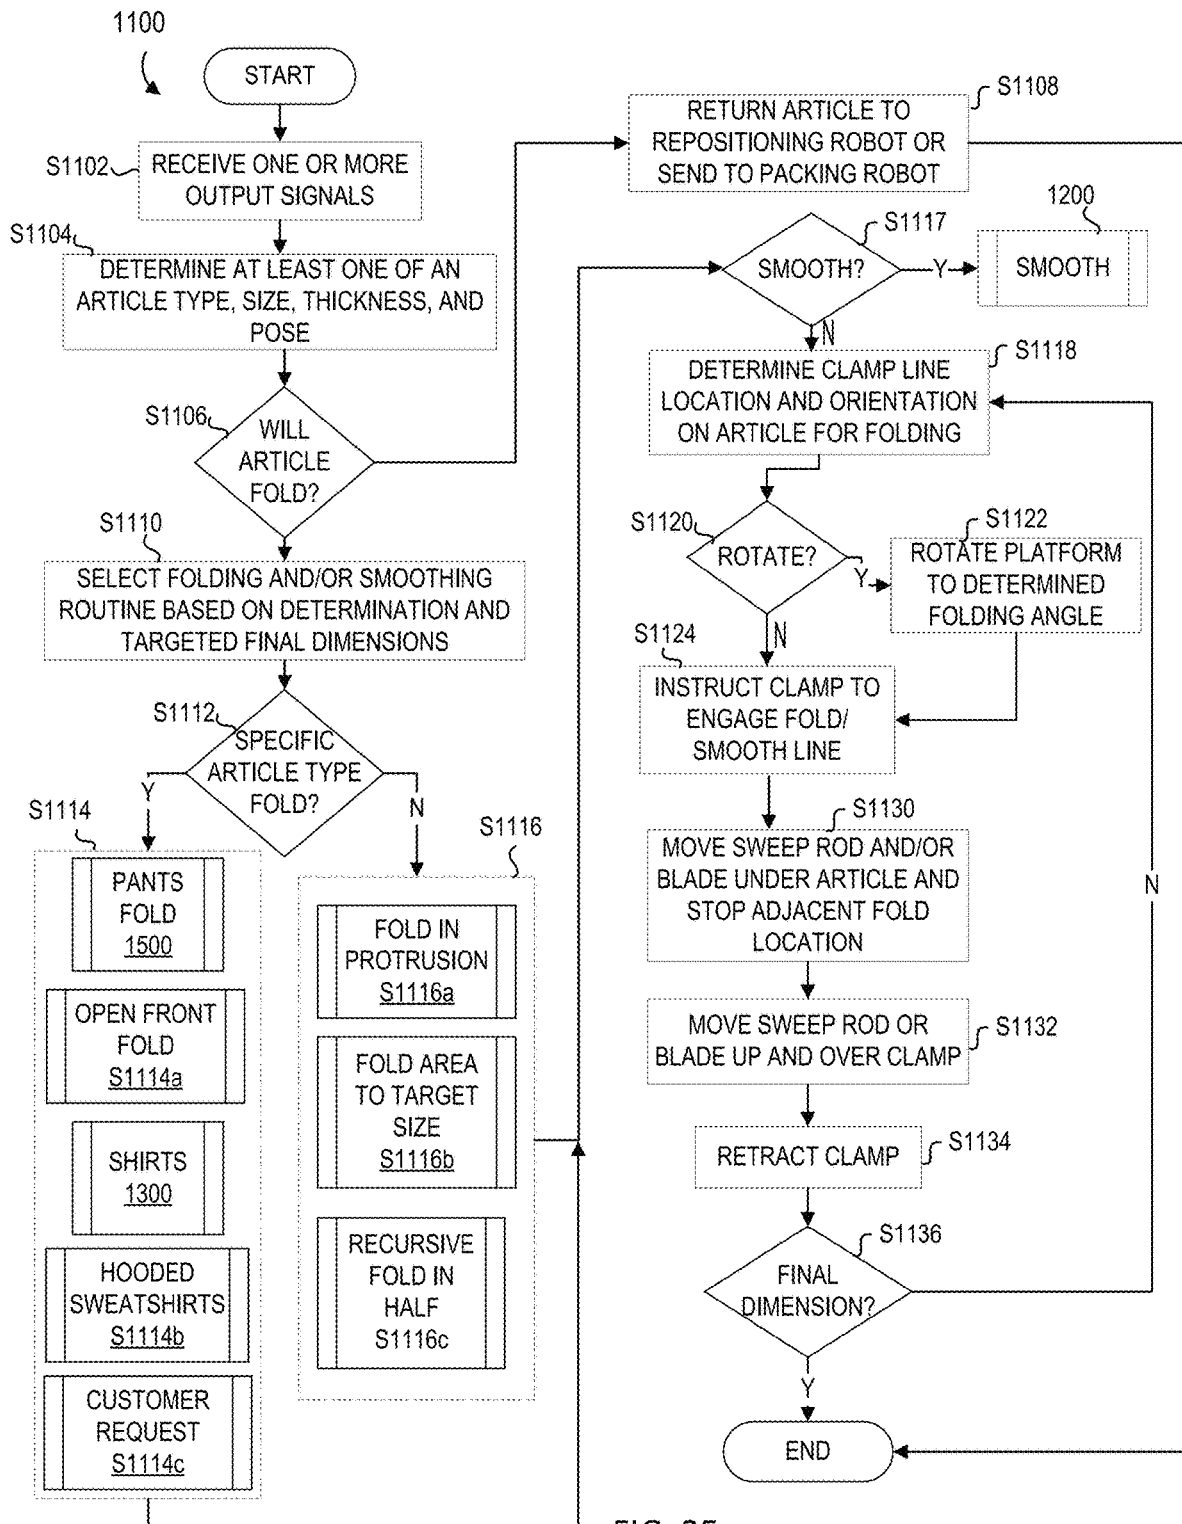 1100
START
S1102
RECEIVE ONE OR MORE
OUTPUT SIGNALS
S1104
DETERMINE AT LEAST ONE OF AN
ARTICLE TYPE, SIZE, THICKNESS, AND
POSE
S1106
WILL
ARTICLE
FOLD?
S1108
RETURN ARTICLE TO
REPOSITIONING ROBOT OR
SEND TO PACKING ROBOT
S1110
SELECT FOLDING AND/OR SMOOTHING
ROUTINE BASED ON DETERMINATION AND
TARGETED FINAL DIMENSIONS
S1112
SPECIFIC
ARTICLE TYPE
FOLD?
Y
N
S1114
PANTS
FOLD
1500
OPEN FRONT
FOLD
S1114a
SHIRTS
1300
HOODED
SWEATSHIRTS
S1114b
CUSTOMER
REQUEST
S1114c
S1116
FOLD IN
PROTRUSION
S1116a
FOLD AREA
TO TARGET
SIZE
S1116b
RECURSIVE
FOLD IN
HALF
S1116c
S1117
SMOOTH?
Y
1200
SMOOTH
N
S1118
DETERMINE CLAMP LINE
LOCATION AND ORIENTATION
ON ARTICLE FOR FOLDING
S1120
ROTATE?
Y
S1122
ROTATE PLATFORM
TO DETERMINED
FOLDING ANGLE
N
S1124
INSTRUCT CLAMP TO
ENGAGE FOLD/
SMOOTH LINE
S1130
MOVE SWEEP ROD AND/OR
BLADE UNDER ARTICLE AND
STOP ADJACENT FOLD
LOCATION
S1132
MOVE SWEEP ROD OR
BLADE UP AND OVER CLAMP
S1134
RETRACT CLAMP
S1136
FINAL
DIMENSION?
N
Y
END